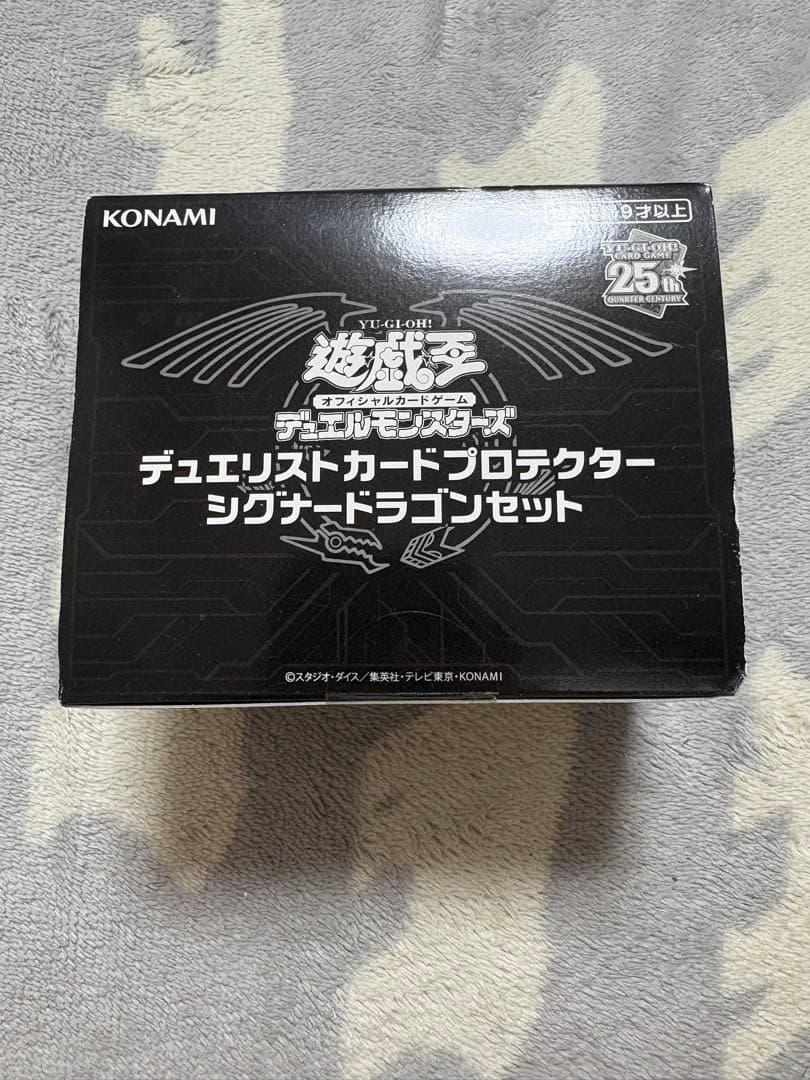 KONAMI
9才以上
YU-GI-OH!
CARD GAME
25th
QUARTER CENTURY
YU-GI-OH!
遊戯王
オフィシャルカードゲーム
デュエルモンスターズ
デュエリストカードプロテクター
シグナードラゴンセット
©スタジオ・ダイス／集英社・テレビ東京・KONAMI